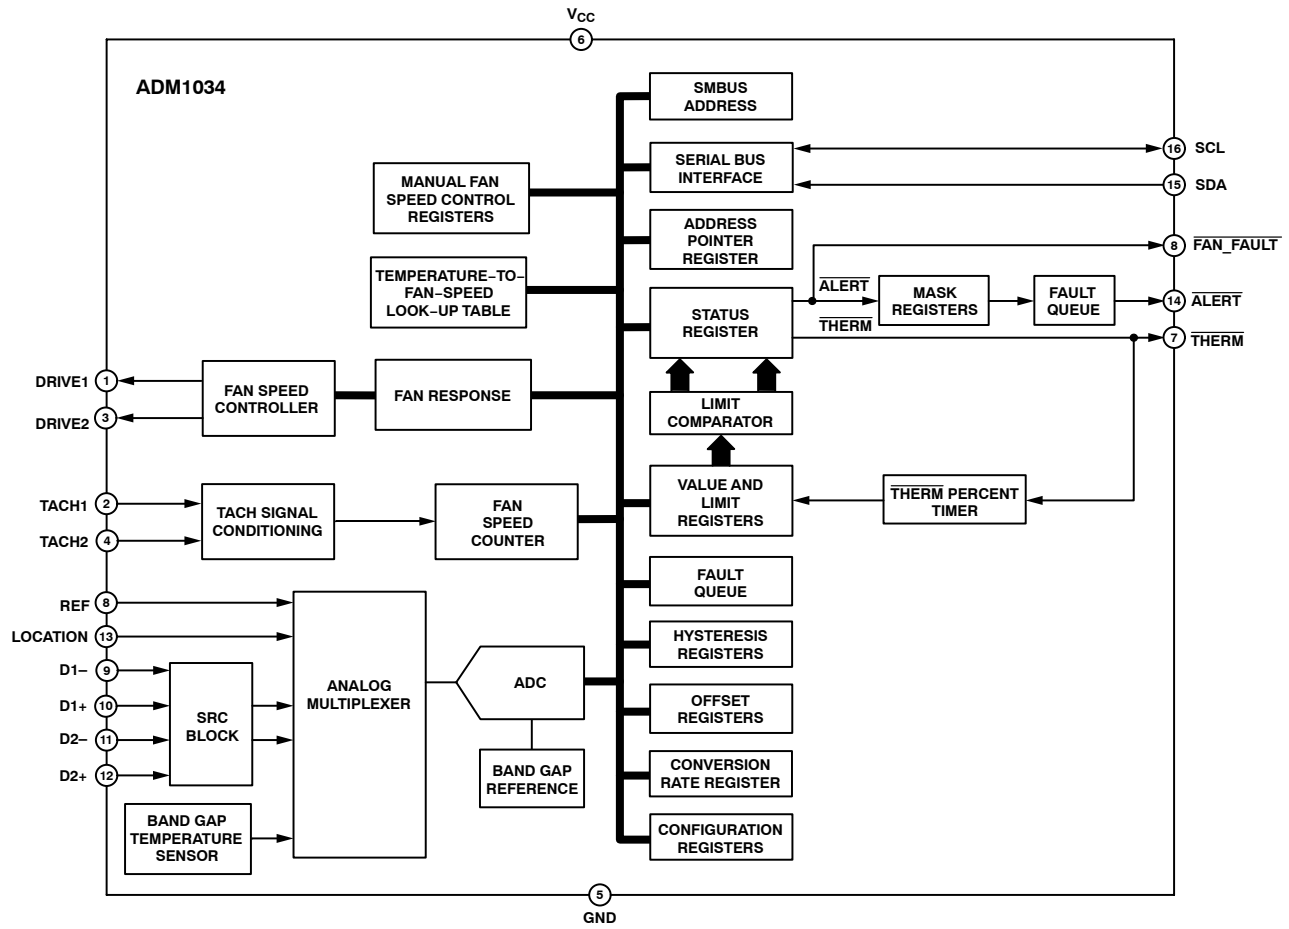 VCC
6
ADM1034
SMBUS
ADDRESS
SERIAL BUS
INTERFACE
16 SCL
15 SDA
MANUAL FAN
SPEED CONTROL
REGISTERS
ADDRESS
POINTER
REGISTER
8 FAN_FAULT
TEMPERATURE–TO–
FAN–SPEED
LOOK–UP TABLE
STATUS
REGISTER
ALERT
THERM
MASK
REGISTERS
FAULT
QUEUE
14 ALERT
7 THERM
DRIVE1 1
DRIVE2 3
FAN SPEED
CONTROLLER
FAN RESPONSE
LIMIT
COMPARATOR
TACH1 2
TACH2 4
TACH SIGNAL
CONDITIONING
FAN
SPEED
COUNTER
VALUE AND
LIMIT
REGISTERS
THERM PERCENT
TIMER
FAULT
QUEUE
REF 8
LOCATION 13
D1– 9
D1+ 10
D2– 11
D2+ 12
SRC
BLOCK
ANALOG
MULTIPLEXER
ADC
BAND GAP
REFERENCE
BAND GAP
TEMPERATURE
SENSOR
HYSTERESIS
REGISTERS
OFFSET
REGISTERS
CONVERSION
RATE REGISTER
CONFIGURATION
REGISTERS
5
GND